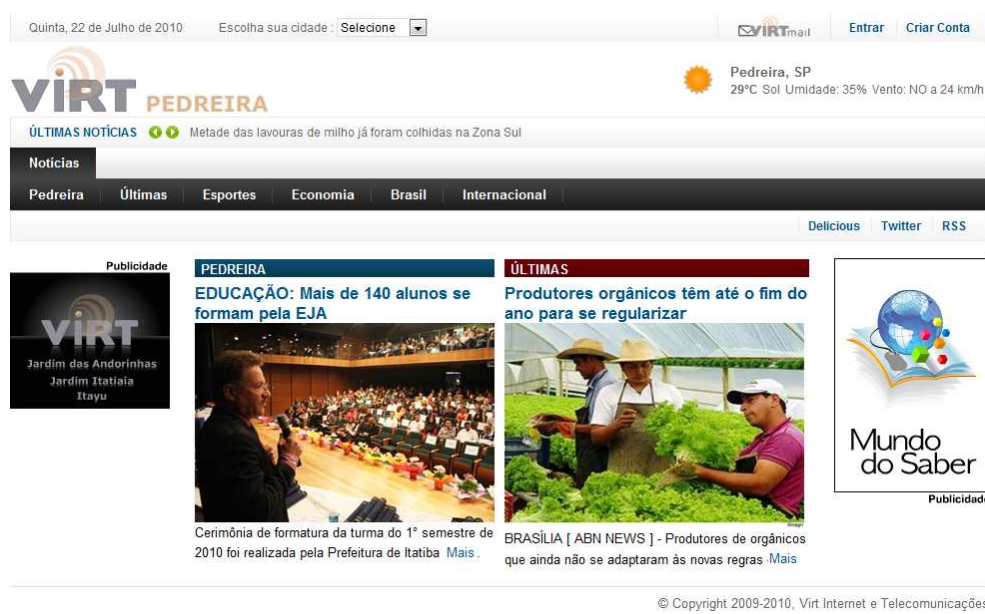 Quinta, 22 de Julho de 2010 Escolha sua cidade : Selecione VIRTmail Entrar Criar Conta
VIRT PEDREIRA
Pedreira, SP
29°C Sol Umidade: 35% Vento: NO a 24 km/h
ÚLTIMAS NOTÍCIAS Metade das lavouras de milho já foram colhidas na Zona Sul
Notícias
Pedreira Últimas Esportes Economia Brasil Internacional
Delicious Twitter RSS
Publicidade
VIRT
Jardim das Andorinhas
Jardim Itatiaia
Itayu
PEDREIRA
EDUCAÇÃO: Mais de 140 alunos se
formam pela EJA
Cerimônia de formatura da turma do 1° semestre de
2010 foi realizada pela Prefeitura de Itatiba Mais .
ÚLTIMAS
Produtores orgânicos têm até o fim do
ano para se regularizar
BRASÍLIA [ ABN NEWS ] - Produtores de orgânicos
que ainda não se adaptaram às novas regras Mais
Mundo
do Saber
Publicidade
© Copyright 2009-2010, Virt Internet e Telecomunicações